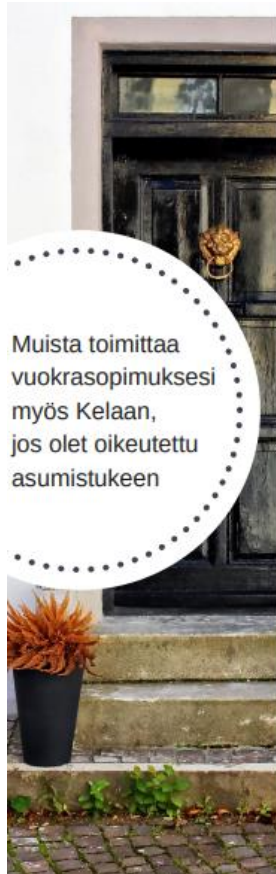 Muista toimittaa
vuokrasopimuksesi
myös Kelaan,
jos olet oikeutettu
asumistukeen